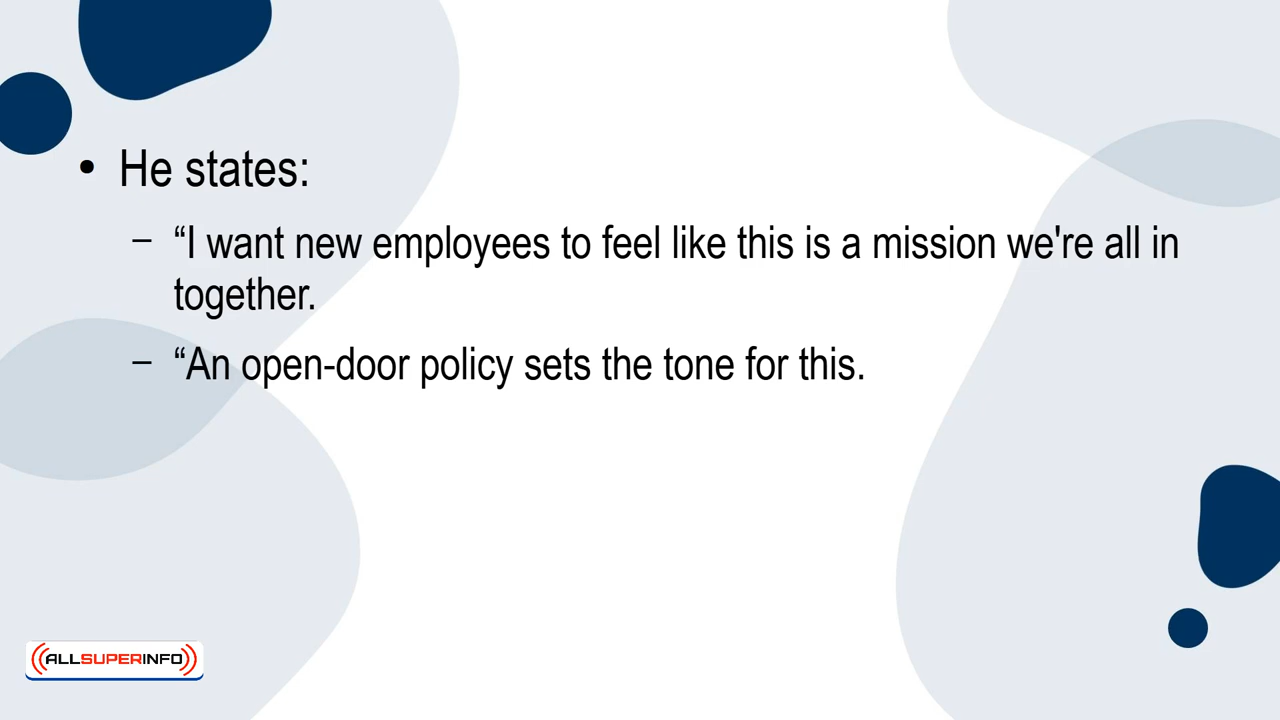 • He states:
– “I want new employees to feel like this is a mission we're all in
together.
– “An open-door policy sets the tone for this.
ALLSUPERINFO